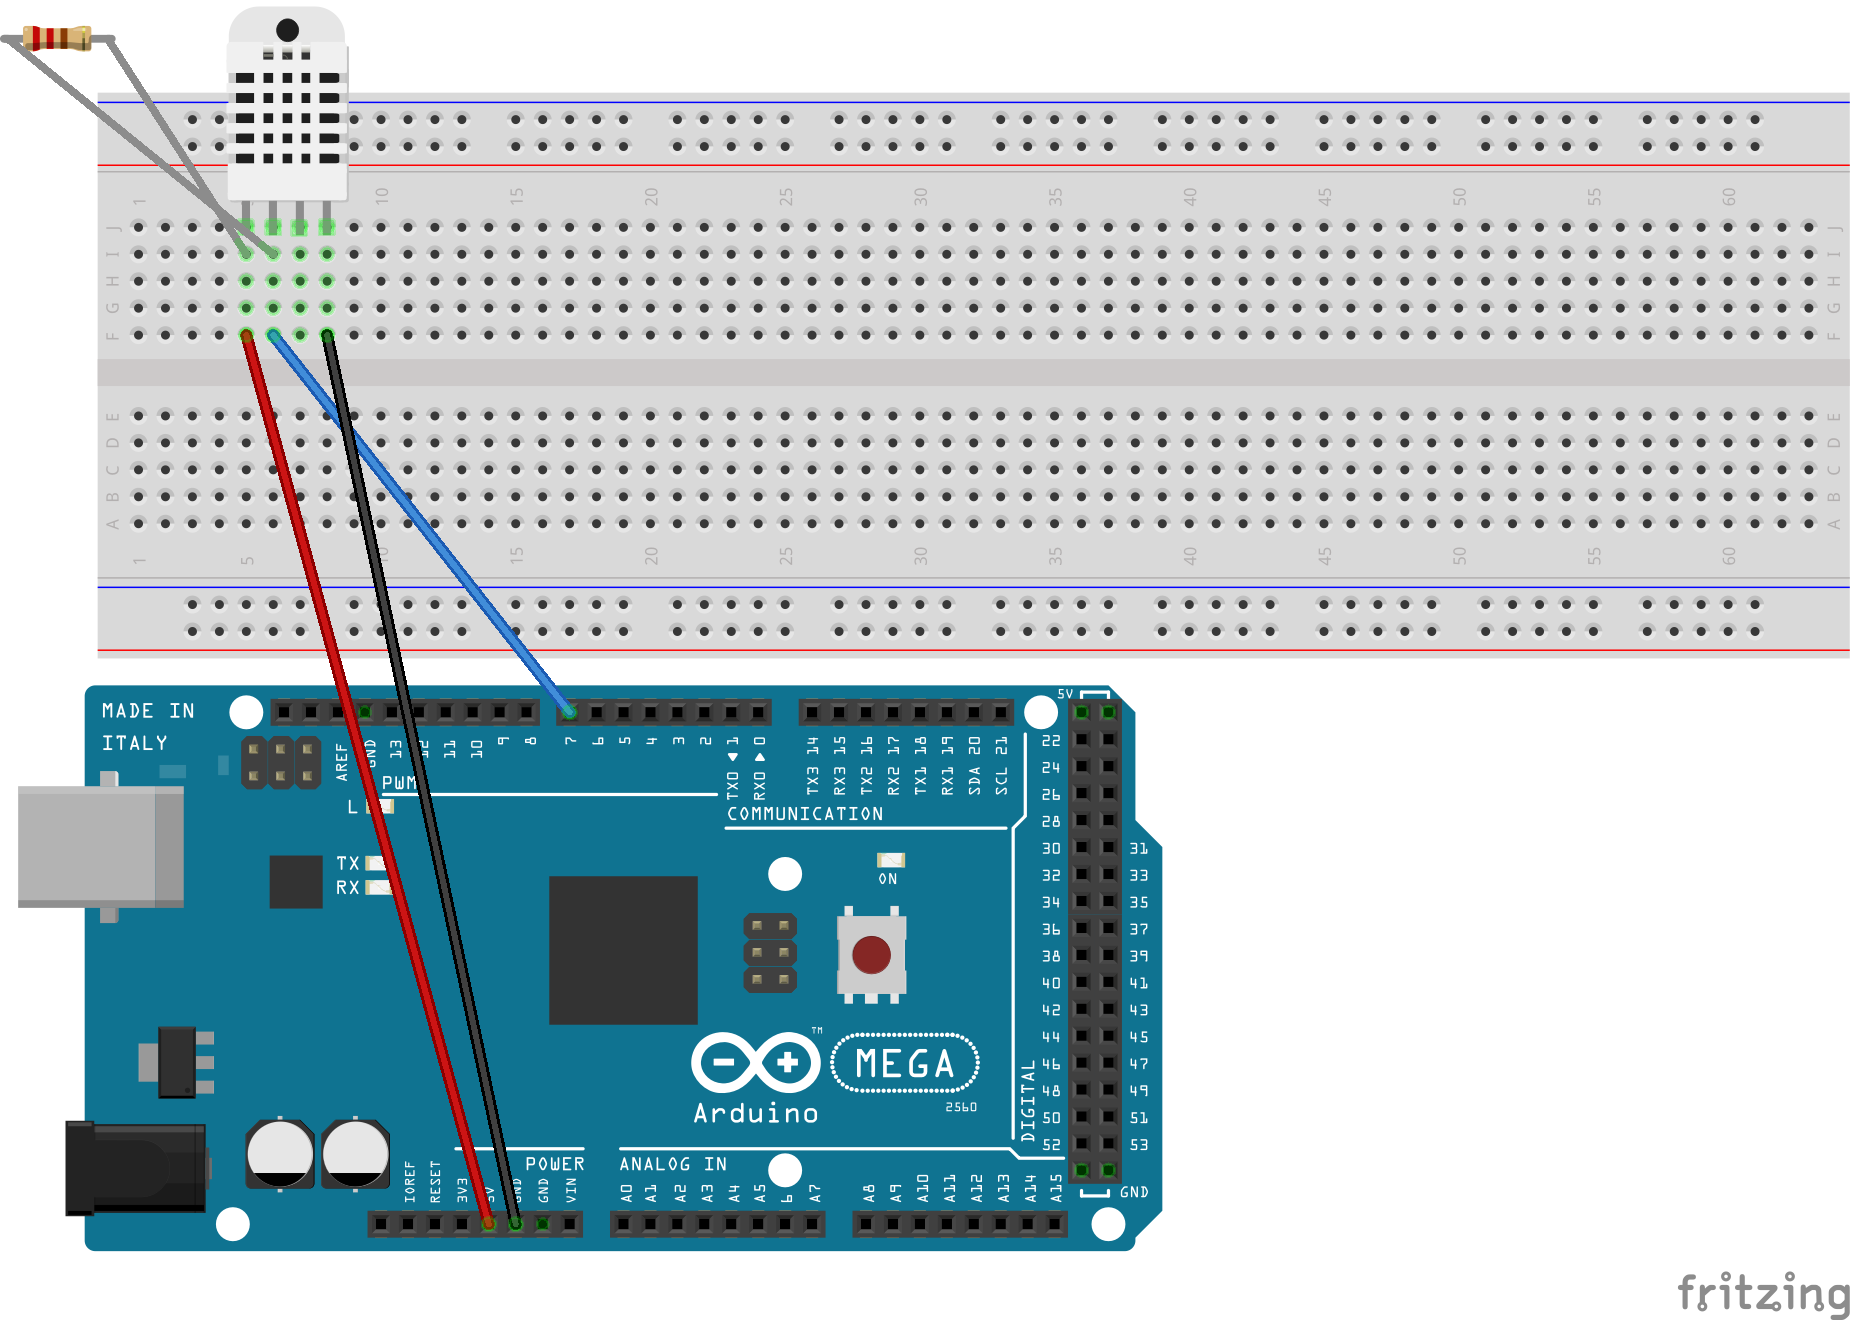 1 10 15 20 25 30 35 40 45 50 55 60
J J
I I
H H
G G
F F
E E
D D
C C
B B
A A
1 5 10 15 20 25 30 35 40 45 50 55 60
MADE IN
ITALY
AREF GND 13 12 11 10 9 8
7 6 5 4 3 2 TX0 1 RX0 0
TX3 14 RX3 15 TX2 16 RX2 17 TX1 18 RX1 19 SDA 20 SCL 21
5V
PWM
L
COMMUNICATION
TX
RX
ON
22
24
26
28
30 31
32 33
34 35
36 37
38 39
40 41
42 43
44 45
46 47
48 49
50 51
52 53
GND
DIGITAL
MEGA
TM
2560
Arduino
POWER
ANALOG IN
IOREF RESET 3V3 5V GND GND VIN
A0 A1 A2 A3 A4 A5 6 A7
A8 A9 A10 A11 A12 A13 A14 A15
fritzing